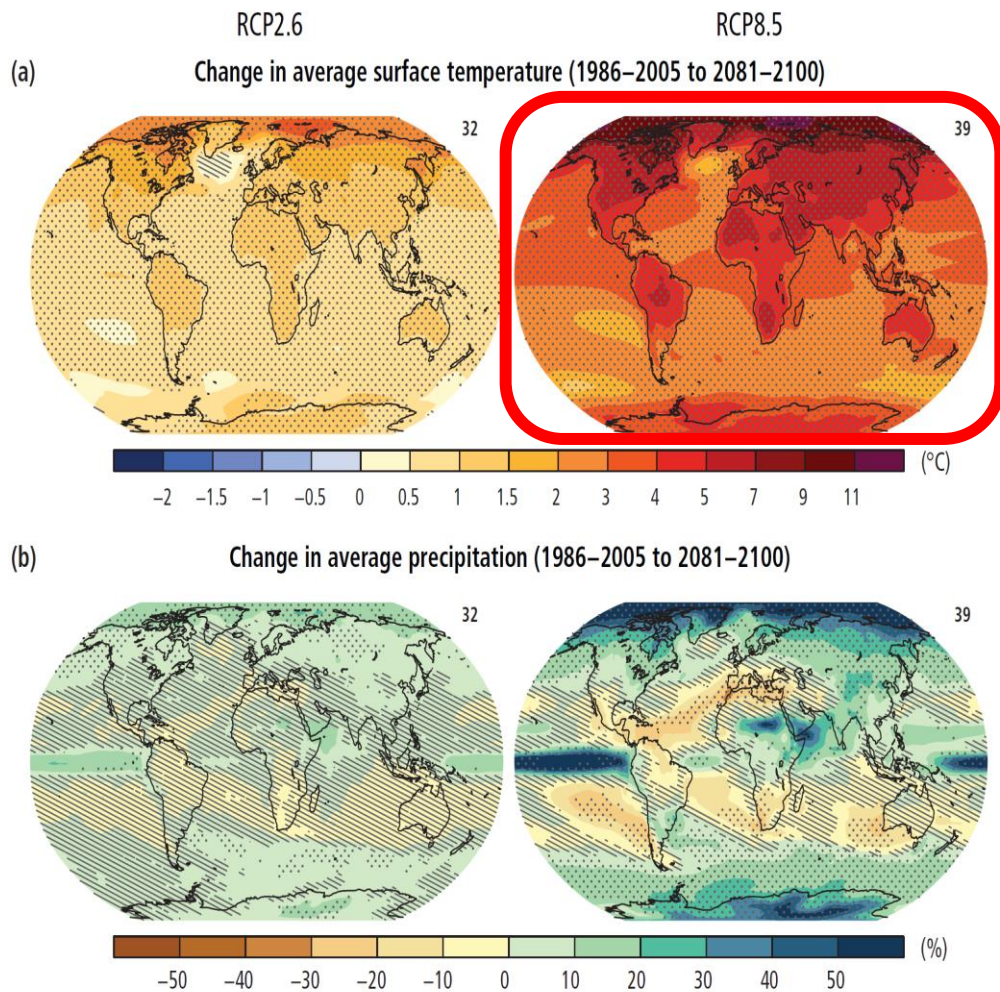 RCP2.6 RCP8.5
(a) Change in average surface temperature (1986–2005 to 2081–2100)
32 39
(°C)
−2 −1.5 −1 −0.5 0 0.5 1 1.5 2 3 4 5 7 9 11
(b) Change in average precipitation (1986–2005 to 2081–2100)
32 39
(%)
−50 −40 −30 −20 −10 0 10 20 30 40 50